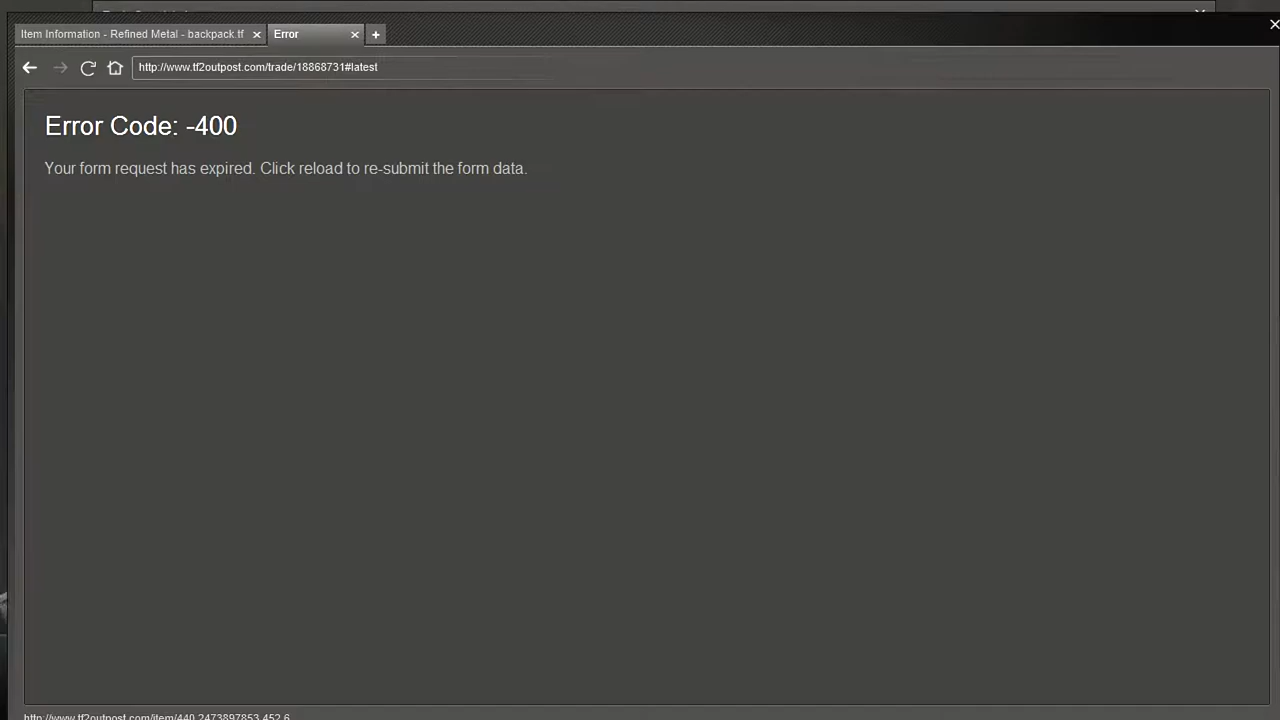 Item Information - Refined Metal - backpack.tf
Error
http://www.tf2outpost.com/trade/18868731#latest
Error Code: -400
Your form request has expired. Click reload to re-submit the form data.
http://www.tf2outpost.com/item/440,2473897853,452,6